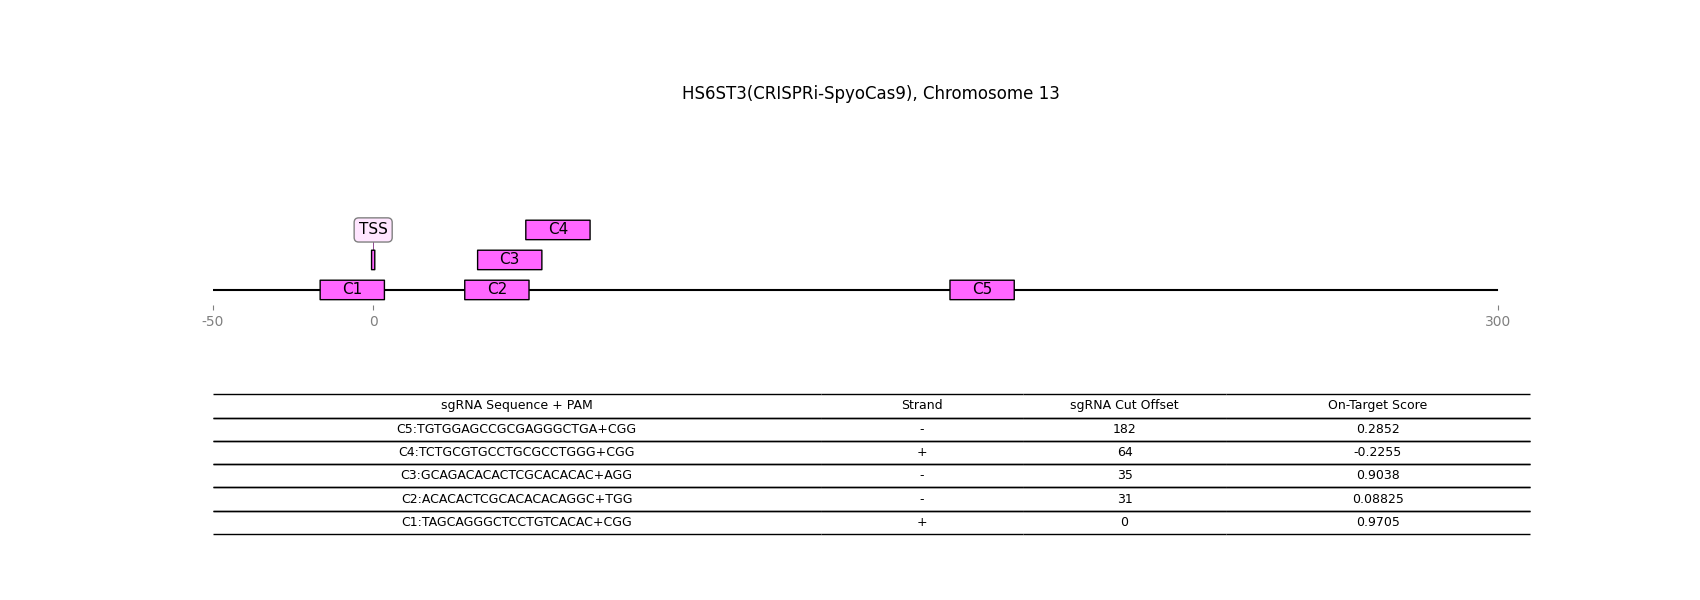 HS6ST3(CRISPRi-SpyoCas9), Chromosome 13
TSS
C4
C3
C1 C2 C5
-50 0 300
sgRNA Sequence + PAM Strand sgRNA Cut Offset On-Target Score
C5:TGTGGAGCCGCGAGGGCTGA+CGG - 182 0.2852
C4:TCTGCGTGCCTGCGCCTGGG+CGG + 64 -0.2255
C3:GCAGACACACTCGCACACAC+AGG - 35 0.9038
C2:ACACACTCGCACACACAGGC+TGG - 31 0.08825
C1:TAGCAGGGCTCCTGTCACAC+CGG + 0 0.9705